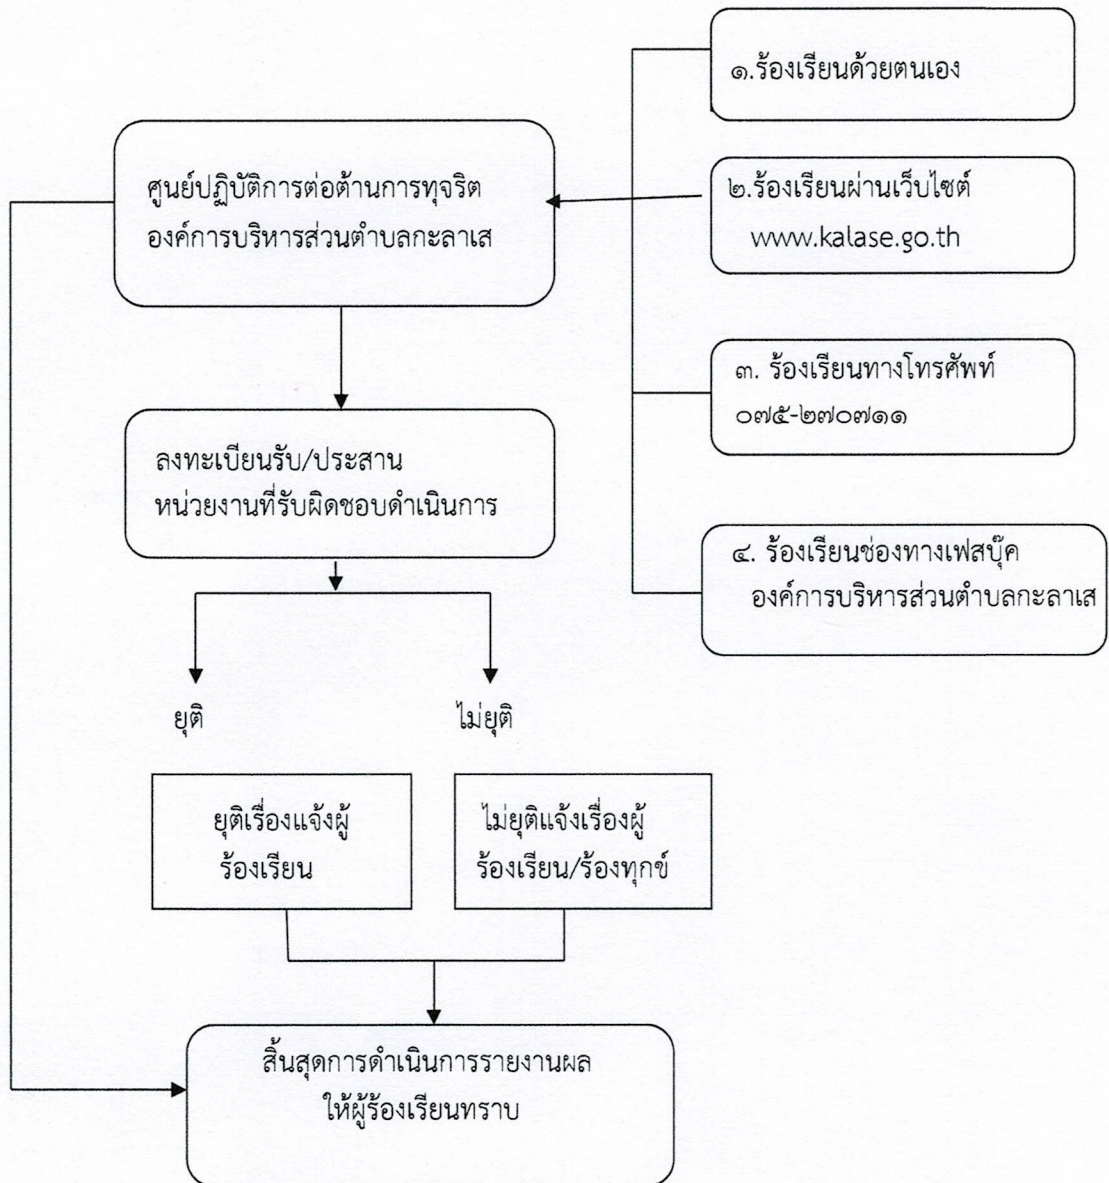 ๑.ร้องเรียนด้วยตนเอง
ศูนย์ปฏิบัติการต่อต้านการทุจริต
องค์การบริหารส่วนตำบลกะลาเส
๒.ร้องเรียนผ่านเว็บไซต์
www.kalase.go.th
๓. ร้องเรียนทางโทรศัพท์
๐๗๕-๒๗๐๗๑๑
ลงทะเบียนรับ/ประสาน
หน่วยงานที่รับผิดชอบดำเนินการ
๔. ร้องเรียนช่องทางเฟสบุ๊ค
องค์การบริหารส่วนตำบลกะลาเส
ยุติ
ไม่ยุติ
ยุติเรื่องแจ้งผู้
ร้องเรียน
ไม่ยุติแจ้งเรื่องผู้
ร้องเรียน/ร้องทุกข์
สิ้นสุดการดำเนินการรายงานผล
ให้ผู้ร้องเรียนทราบ